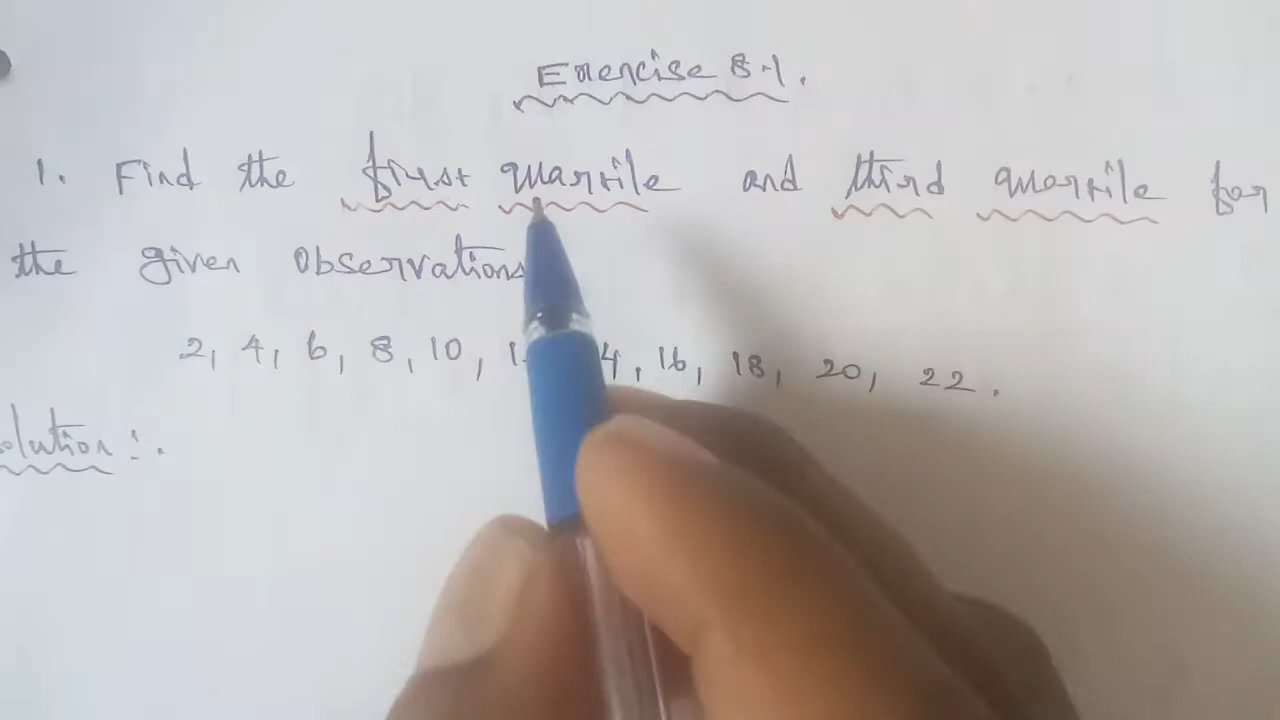 Exercise 8.1.
1. Find the first quartile and third quartile for
the given observations
2, 4, 6, 8, 10, 16, 18, 20, 22.
olution :.